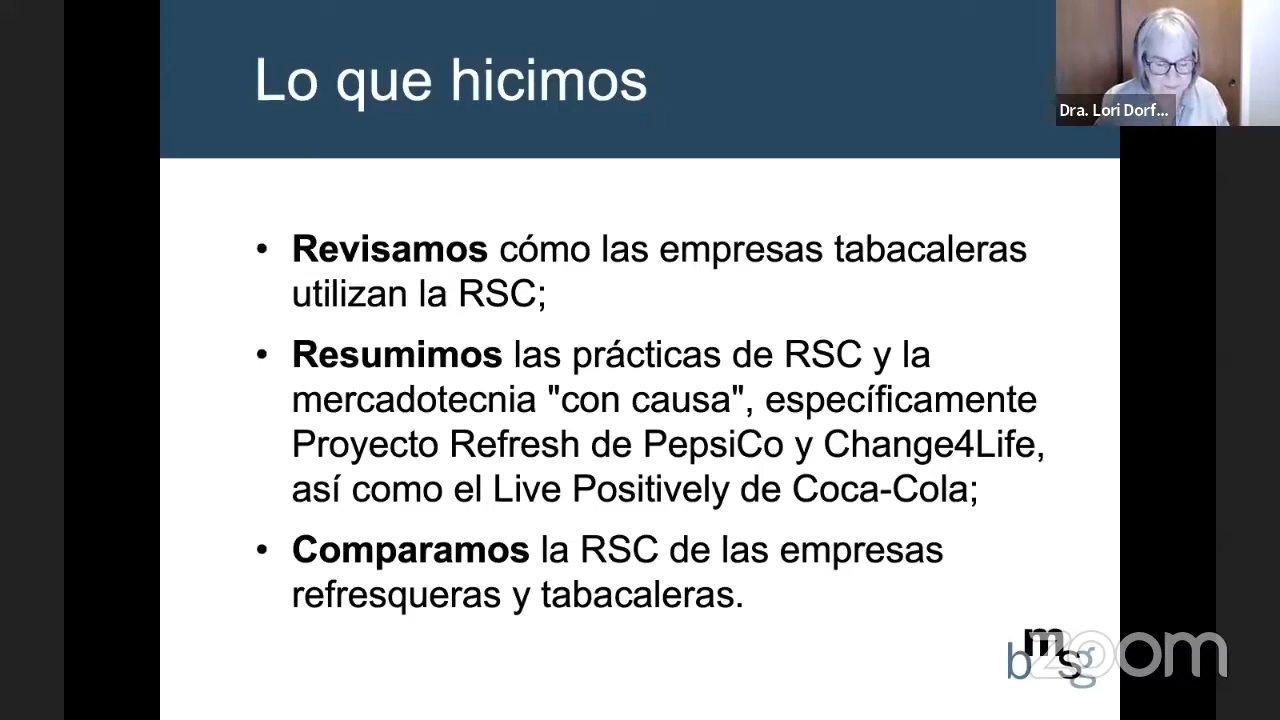 Lo que hicimos
Dra. Lori Dorf...
• Revisamos cómo las empresas tabacaleras
utilizan la RSC;
• Resumimos las prácticas de RSC y la
mercadotecnia "con causa", específicamente
Proyecto Refresh de PepsiCo y Change4Life,
así como el Live Positively de Coca-Cola;
• Comparamos la RSC de las empresas
refresqueras y tabacaleras.
bmsg
zoom